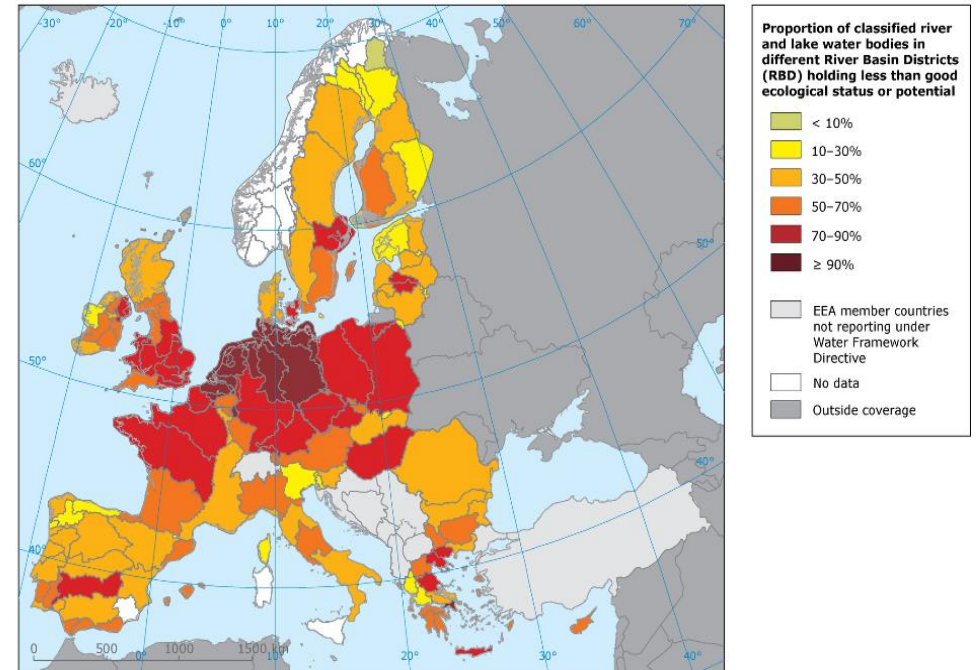 -30°
-20°
-10°
0°
10°
20°
30°
40°
50°
60°
70°
60°
50°
50°
40°
40°
0 500 1000 1500 km
0°
10°
20°
30°
40°
Proportion of classified river
and lake water bodies in
different River Basin Districts
(RBD) holding less than good
ecological status or potential
< 10%
10–30%
30–50%
50–70%
70–90%
≥ 90%
EEA member countries
not reporting under
Water Framework
Directive
No data
Outside coverage